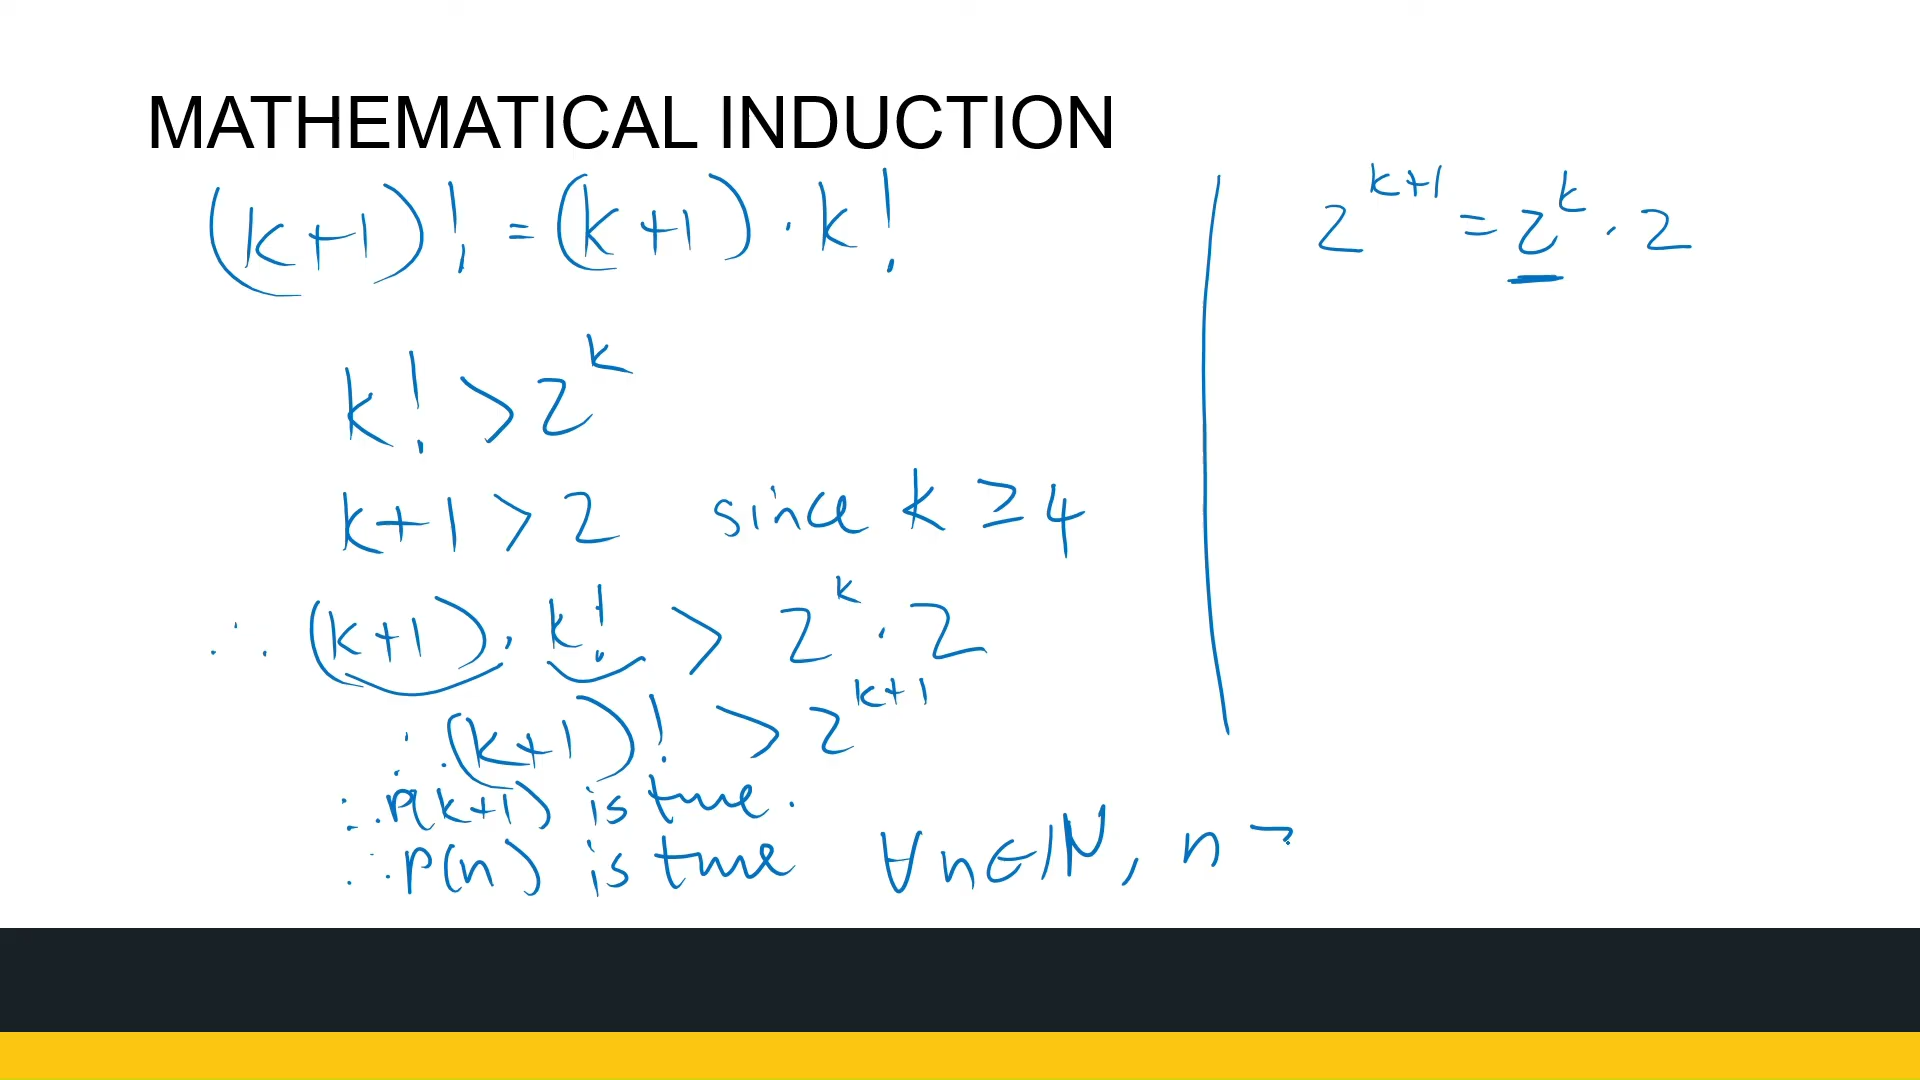 MATHEMATICAL INDUCTION
(k+1)! = (k+1) · k!
2^{k+1} = 2^k · 2
k! > 2^k
k+1 > 2 since k ≥ 4
∴ (k+1) · k! > 2^k · 2
∴ (k+1)! > 2^{k+1}
∴ P(k+1) is true.
∴ P(n) is true ∀n∈ℕ, n